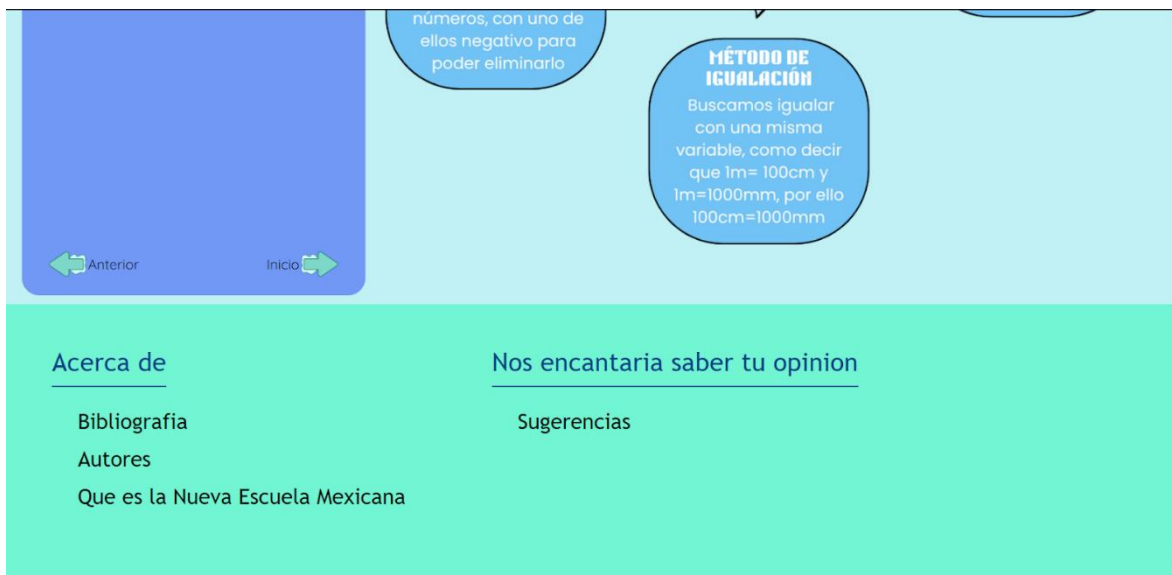 números, con uno de
ellos negativo para
poder eliminarlo
MÉTODO DE
IGUALACIÓN
Buscamos igualar
con una misma
variable, como decir
que 1m= 100cm y
1m=1000mm, por ello
100cm=1000mm
Anterior
Inicio
Acerca de
Bibliografia
Autores
Que es la Nueva Escuela Mexicana
Nos encantaria saber tu opinion
Sugerencias